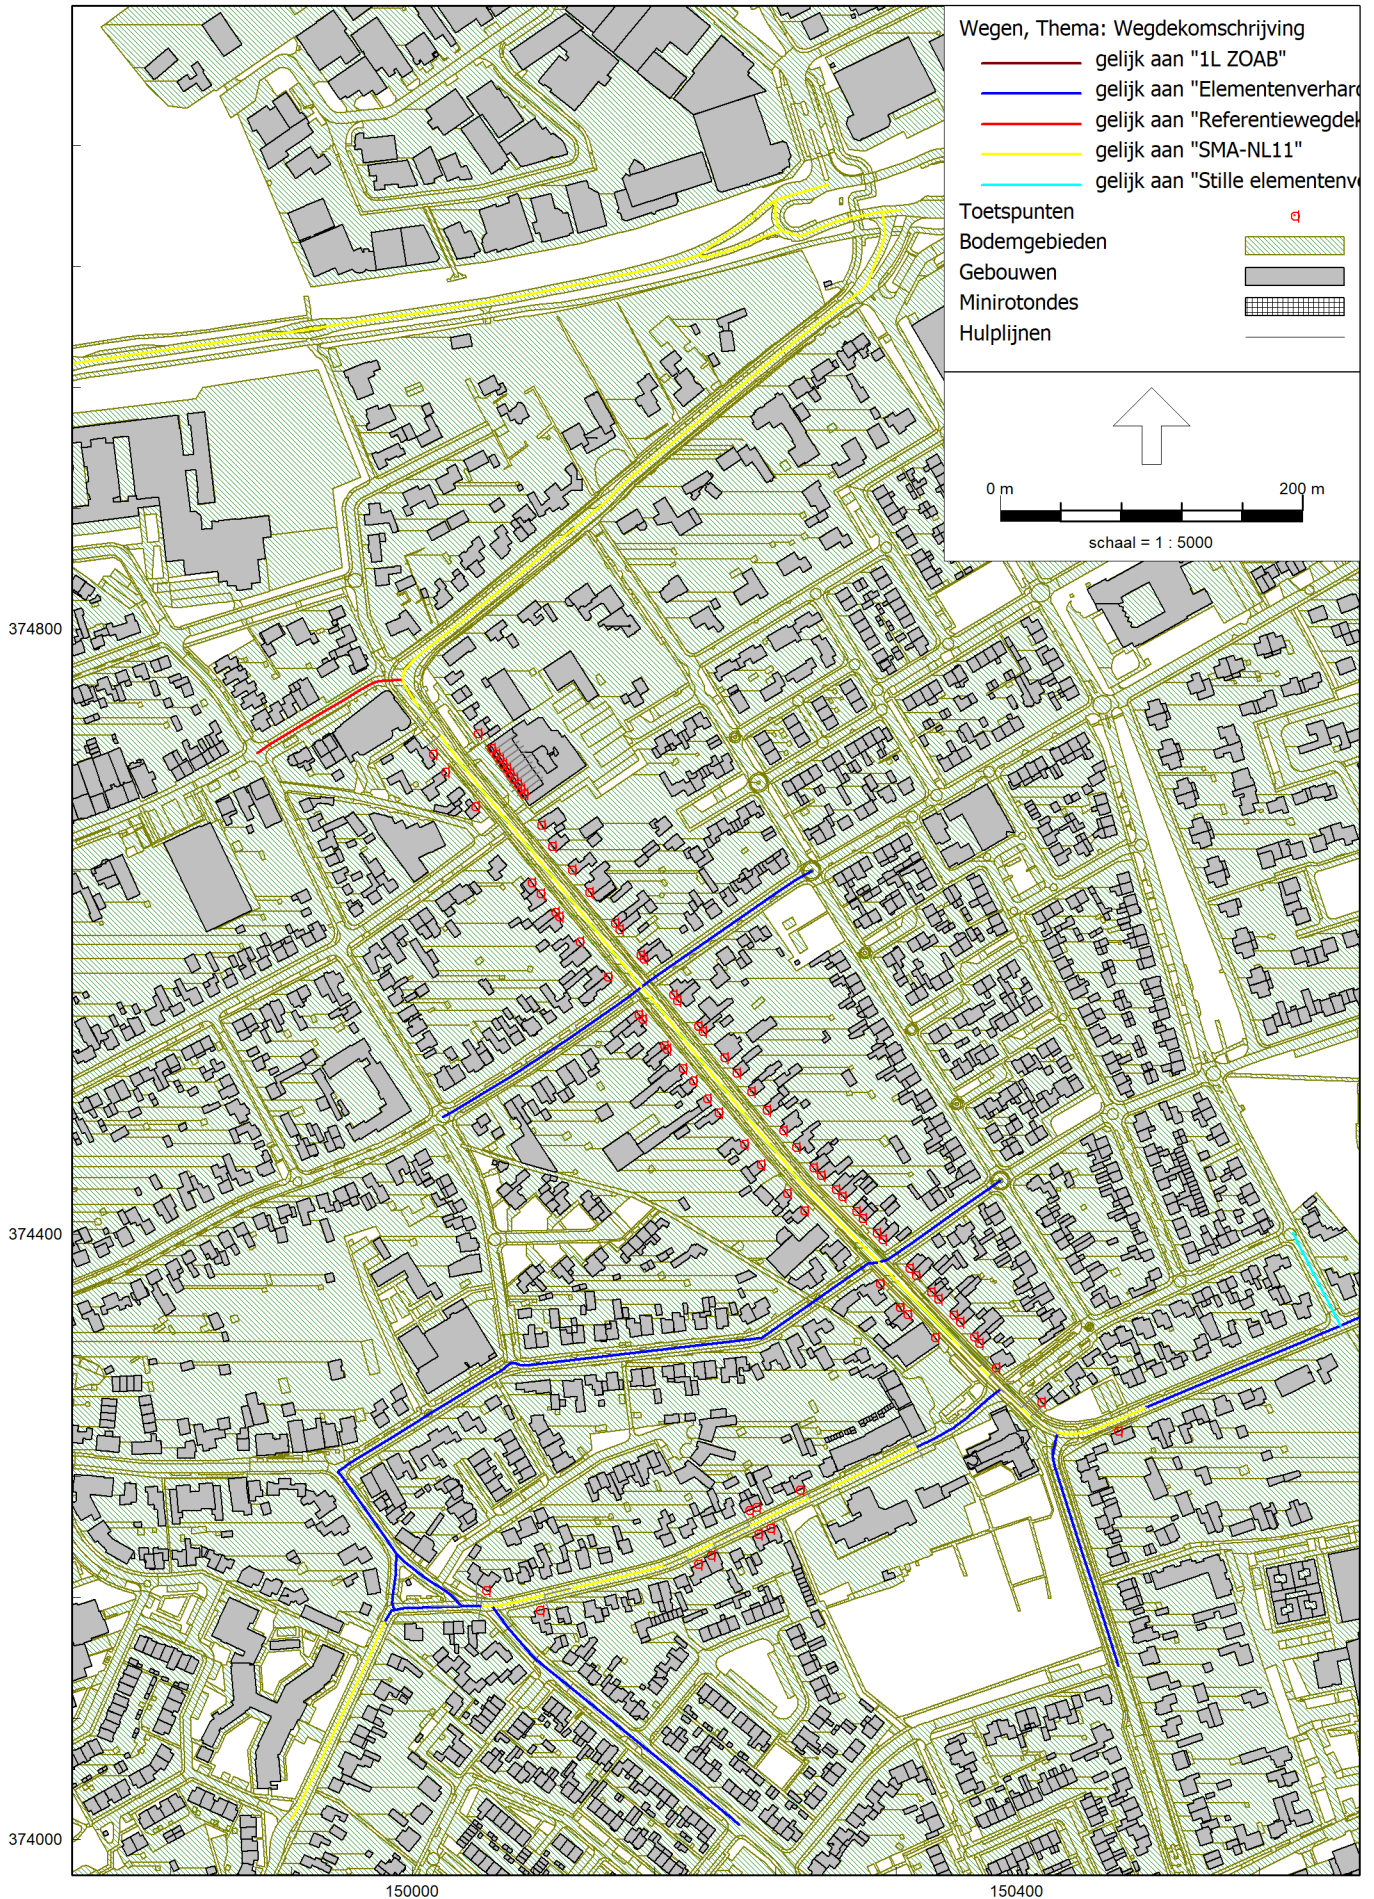 Wegen, Thema: Wegdekomschrijving
gelijk aan "1L ZOAB"
gelijk aan "Elementenverhard
gelijk aan "Referentiewegdek
gelijk aan "SMA-NL11"
gelijk aan "Stille elementenve
Toetspunten
Bodemgebieden
Gebouwen
Minirotondes
Hulplijnen
0 m 200 m
schaal = 1 : 5000
374800
374400
374000
150000 150400